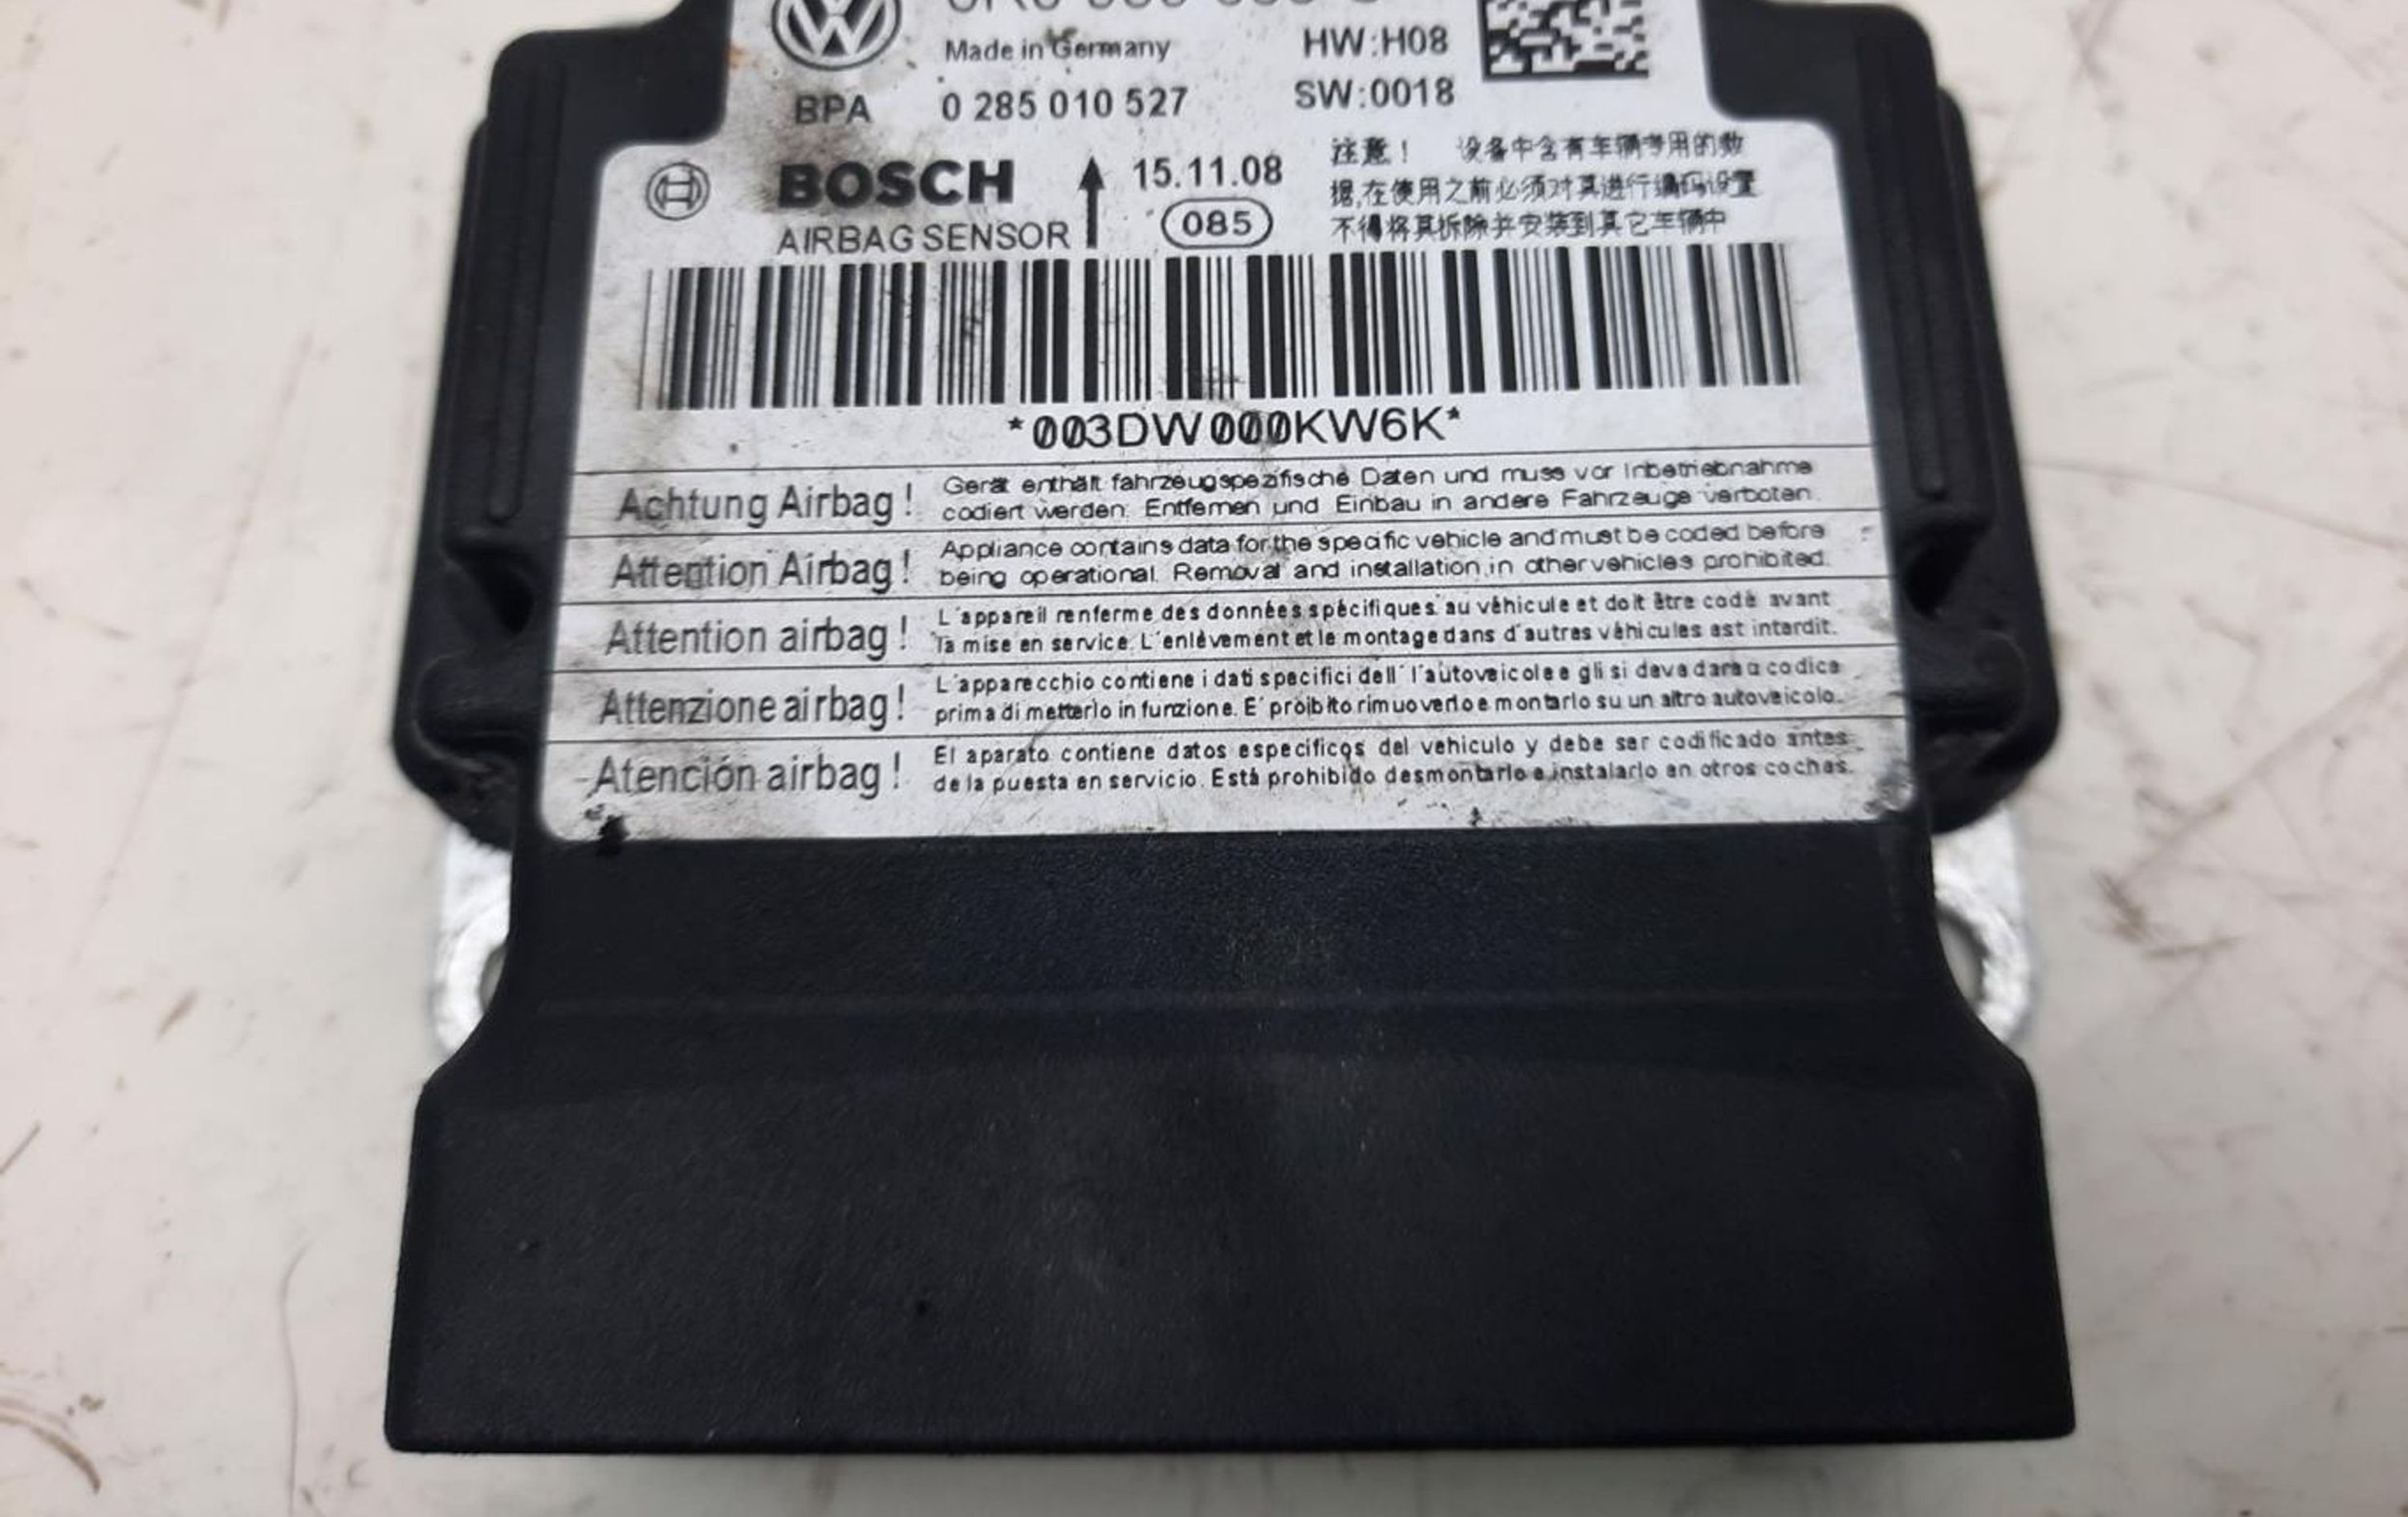 Made in Germany HW:H08
BPA 0 285 010 527 SW:0018
BOSCH 15.11.08
AIRBAG SENSOR 085
注意! 设备中含有车辆专用的数
据,在使用之前必须对其进行编码设置
不得将其拆除并安装到其它车辆中
*003DW000KW6K*
Achtung Airbag! Gerät enthält fahrzeugspezifische Daten und muss vor Inbetriebnahme
codiert werden. Entfernen und Einbau in andere Fahrzeuge verboten.
Attention Airbag! Appliance contains data for the specific vehicle and must be coded before
being operational. Removal and installation in other vehicles prohibited.
Attention airbag! L'appareil renferme des données spécifiques au véhicule et doit être codé avant
la mise en service. L'enlèvement et le montage dans d'autres véhicules est interdit.
Attenzione airbag! L'apparecchio contiene i dati specifici dell' l'autoveicolo e gli si deve dare a codice
prima di metterlo in funzione. E' proibito rimuoverlo e montarlo su un altro autoveicolo.
Atención airbag! El aparato contiene datos especificos del vehiculo y debe ser codificado antes
de la puesta en servicio. Está prohibido desmontarlo e instalarlo en otros coches.